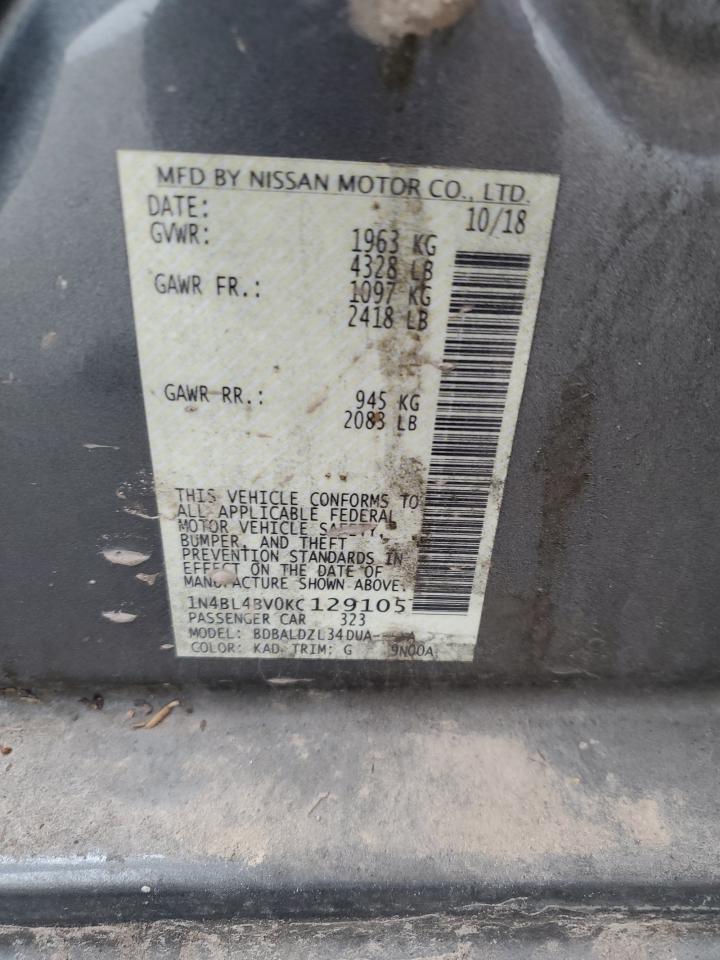 MFD BY NISSAN MOTOR CO., LTD.
DATE: 10/18
GVWR: 1963 KG
4328 LB
GAWR FR.: 1097 KG
2418 LB
GAWR RR.: 945 KG
2083 LB
THIS VEHICLE CONFORMS TO
ALL APPLICABLE FEDERAL
MOTOR VEHICLE SAFETY,
BUMPER, AND THEFT
PREVENTION STANDARDS IN
EFFECT ON THE DATE OF
MANUFACTURE SHOWN ABOVE.
1N4BL4BV0KC129105
PASSENGER CAR 323
MODEL: BDBALDZL34DUA
COLOR: KAD TRIM: G 9N00A